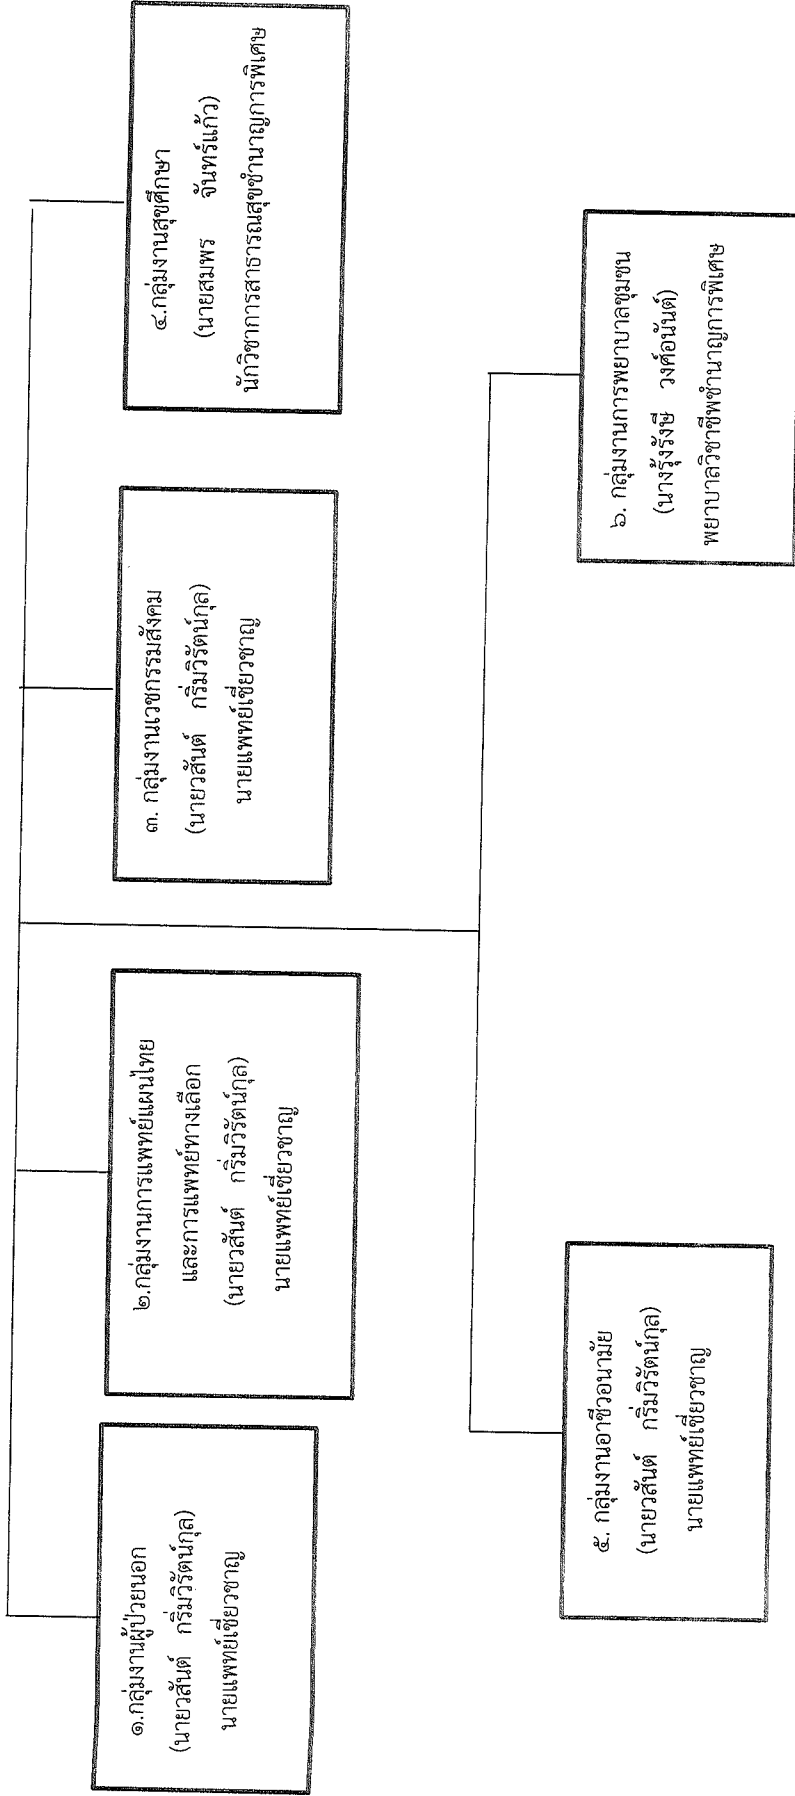 ๑.กลุ่มงานผู้ป่วยนอก
(นายวสันต์ กริ่มวิรัตน์กุล)
นายแพทย์เชี่ยวชาญ
๒.กลุ่มงานการแพทย์แผนไทย
และการแพทย์ทางเลือก
(นายวสันต์ กริ่มวิรัตน์กุล)
นายแพทย์เชี่ยวชาญ
๓. กลุ่มงานเวชกรรมสังคม
(นายวสันต์ กริ่มวิรัตน์กุล)
นายแพทย์เชี่ยวชาญ
๔.กลุ่มงานสุขศึกษา
(นายสมพร จันทร์แก้ว)
นักวิชาการสาธารณสุขชำนาญการพิเศษ
๕. กลุ่มงานอาชีวอนามัย
(นายวสันต์ กริ่มวิรัตน์กุล)
นายแพทย์เชี่ยวชาญ
๖. กลุ่มงานการพยาบาลชุมชน
(นางรุ้งรังษี วงศ์อนันต์)
พยาบาลวิชาชีพชำนาญการพิเศษ